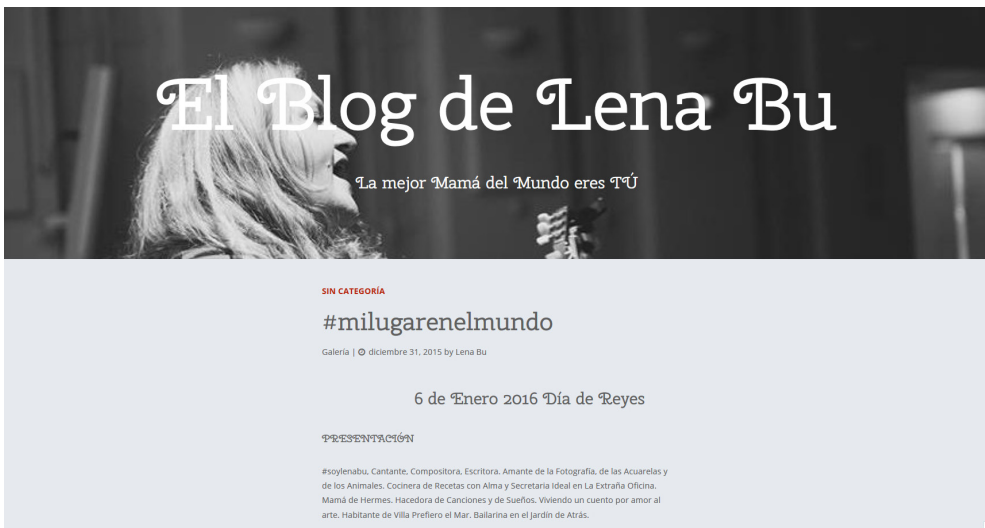 El Blog de Lena Bu
La mejor Mamá del Mundo eres TÚ
SIN CATEGORÍA
#milugarenelmundo
Galería | diciembre 31, 2015 by Lena Bu
6 de Enero 2016 Día de Reyes
PRESENTACIÓN
#soylenabu, Cantante, Compositora, Escritora. Amante de la Fotografía, de las Acuarelas y
de los Animales. Cocinera de Recetas con Alma y Secretaria Ideal en La Extraña Oficina.
Mamá de Hermes. Hacedora de Canciones y de Sueños. Viviendo un cuento por amor al
arte. Habitante de Villa Prefiero el Mar. Bailarina en el Jardín de Atrás.